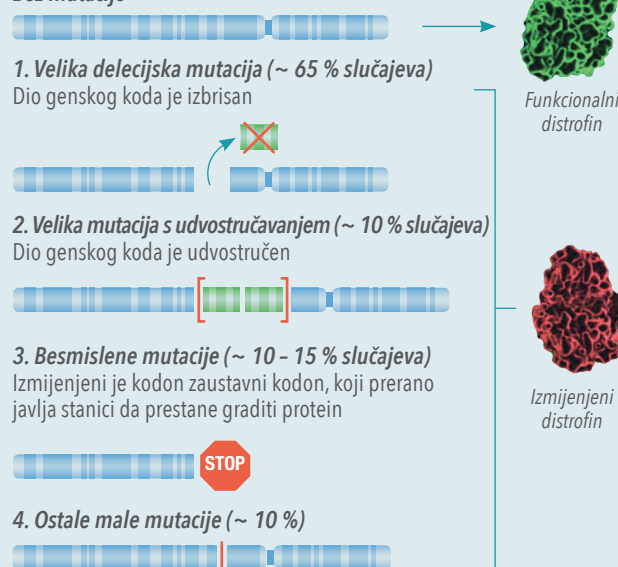 1. Velika delecijska mutacija (~ 65 % slučajeva)
Dio genskog koda je izbrisan
Funkcionalni
distrofin
2. Velika mutacija s udvostručavanjem (~ 10 % slučajeva)
Dio genskog koda je udvostručen
3. Besmislene mutacije (~ 10 – 15 % slučajeva)
Izmijenjeni je kodon zaustavni kodon, koji prerano
javlja stanici da prestane graditi protein
Izmijenjeni
distrofin
STOP
4. Ostale male mutacije (~ 10 %)